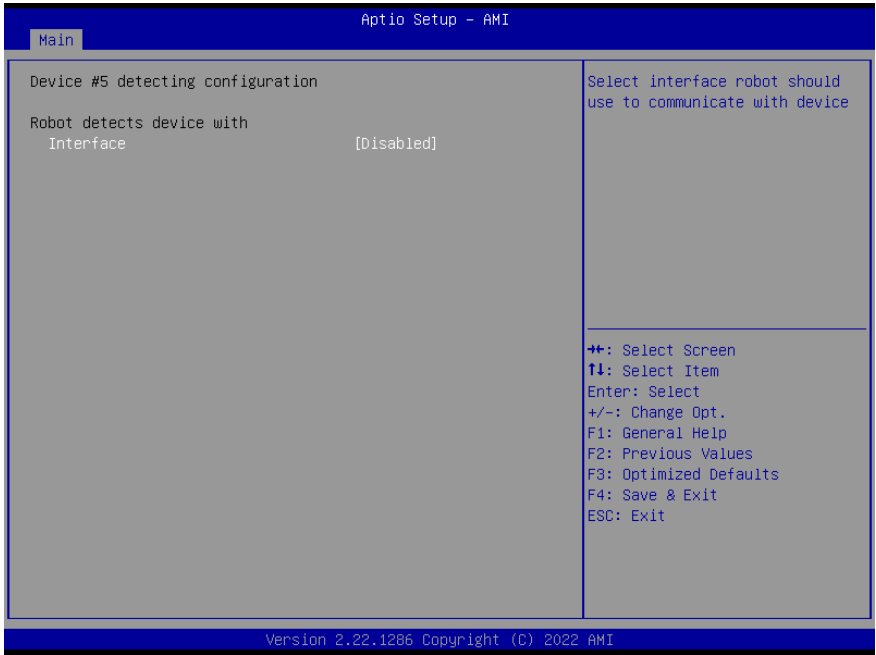 Aptio Setup – AMI
Main
Device #5 detecting configuration
Robot detects device with
Interface [Disabled]
Select interface robot should
use to communicate with device
→←: Select Screen
↑↓: Select Item
Enter: Select
+/-: Change Opt.
F1: General Help
F2: Previous Values
F3: Optimized Defaults
F4: Save & Exit
ESC: Exit
Version 2.22.1286 Copyright (C) 2022 AMI